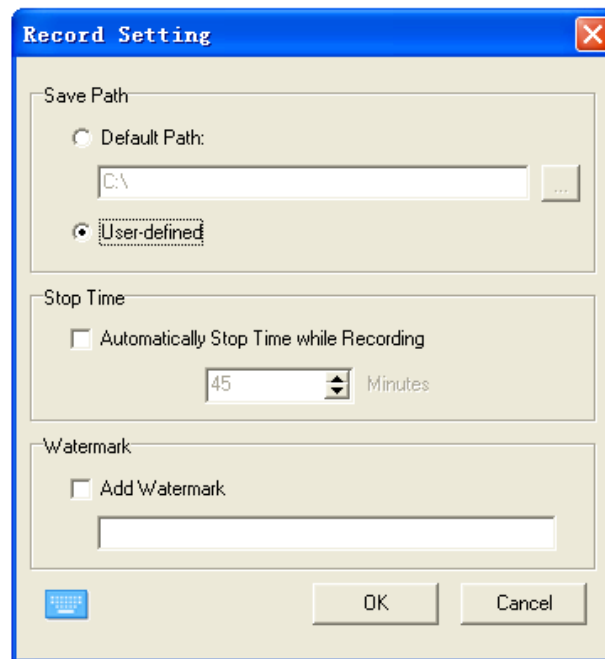 Record Setting
Save Path
Default Path:
C:\
...
User-defined
Stop Time
Automatically Stop Time while Recording
45 Minutes
Watermark
Add Watermark
OK Cancel